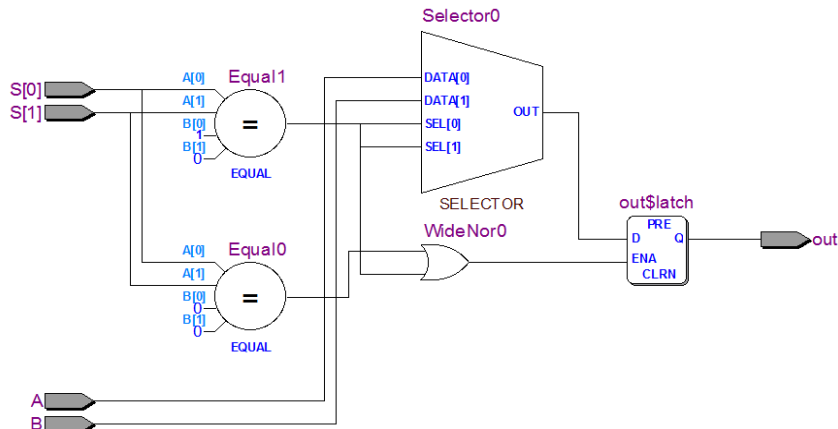 Selector0
S[0]
S[1]
A[0]
Equal1
A[1]
B[0]
1
B[1]
0
=
EQUAL
DATA[0]
DATA[1]
SEL[0]
SEL[1]
OUT
SELECTOR
WideNor0
A[0]
Equal0
A[1]
B[0]
0
B[1]
0
=
EQUAL
out$latch
PRE
D
Q
ENA
CLRN
out
A
B